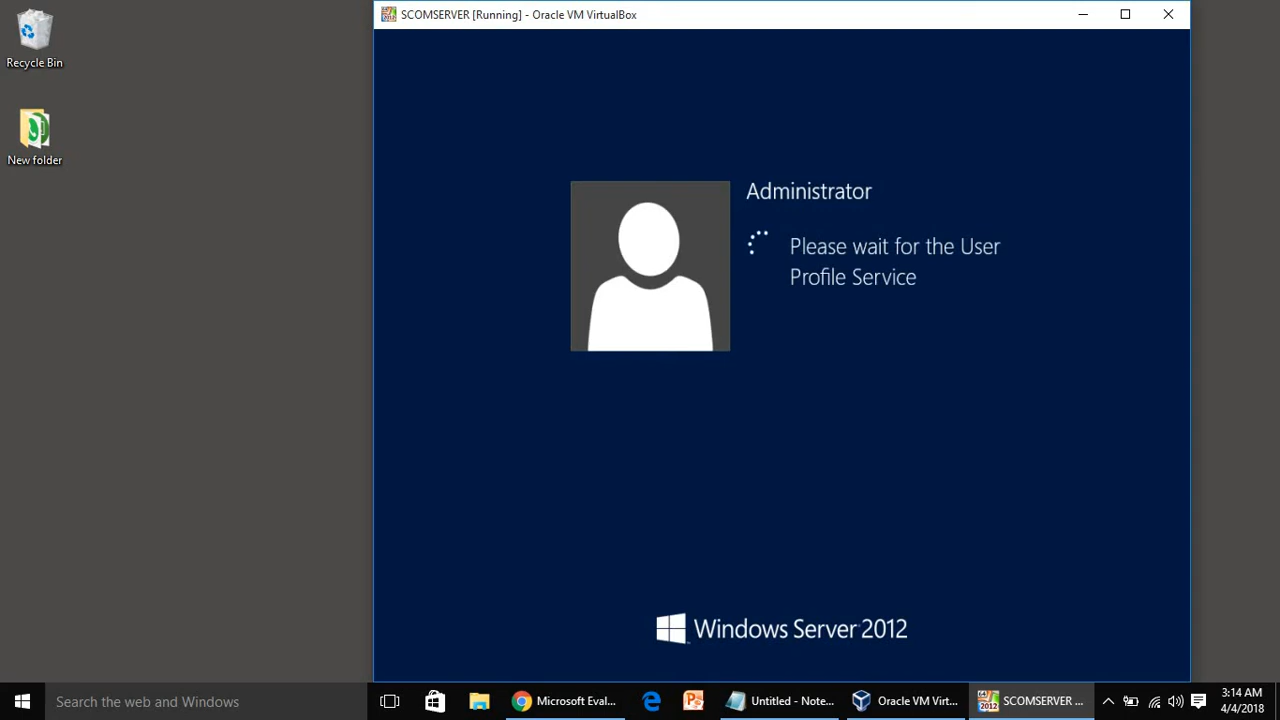 SCOMSERVER [Running] - Oracle VM VirtualBox
Recycle Bin
New folder
Administrator
Please wait for the User
Profile Service
Windows Server 2012
Search the web and Windows
Microsoft Eval...
Untitled - Note...
Oracle VM Virt...
SCOMSERVER ...
3:14 AM
4/4/2018